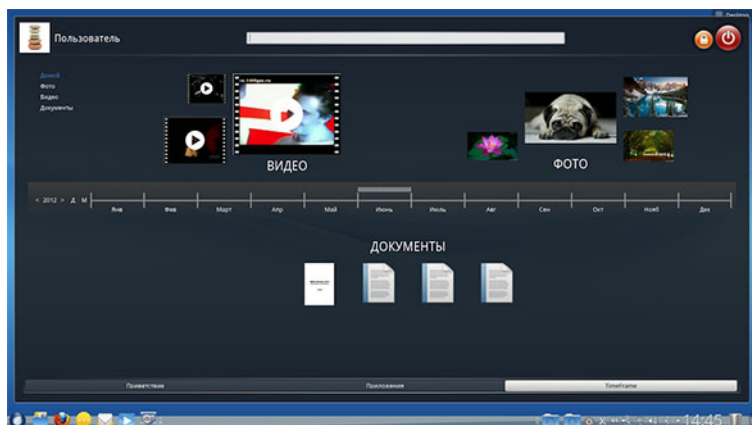 Desktop
Пользователь
Домой
Фото
Видео
Документы
ВИДЕО
ФОТО
< 2012 > Д М
Янв Фев Март Апр Май Июнь Июль Авг Сен Окт Нояб Дек
ДОКУМЕНТЫ
Приветствие Приложения TimeFrame
14:45